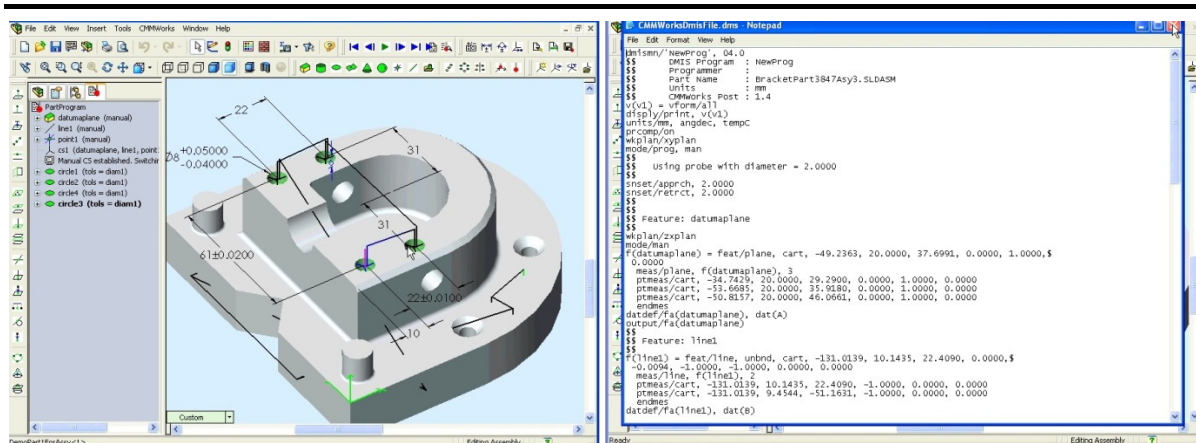 File Edit View Insert Tools CMMWorks Window Help
PartProgram
datumaplane (manual)
line1 (manual)
point1 (manual)
cs1 (datumaplane, line1, point
Manual CS established. Switchir
circle1 (tols = diam1)
circle2 (tols = diam1)
circle4 (tols = diam1)
circle3 (tols = diam1)
22
Ø8 +0.05000
-0.04000
31
31
61±0.0200
22±0.0100
10
Custom
DemoPart1ForAssy<1>
Editing Assembly
CMMWorksDmisFile.dms - Notepad
File Edit Format View Help
dmismn/'NewProg', 04.0
$$ DMIS Program : NewProg
$$ Programmer :
$$ Part Name : BracketPart3847Asy3.SLDASM
$$ Units : mm
$$ CMMWorks Post : 1.4
v(v1) = vform/all
disply/print, v(v1)
units/mm, angdec, tempC
prcomp/on
wkplan/xyplan
mode/prog, man
$$
$$ Using probe with diameter = 2.0000
$$
snset/apprch, 2.0000
snset/retrct, 2.0000
$$
$$
$$ Feature: datumaplane
$$
wkplan/zxplan
mode/man
f(datumaplane) = feat/plane, cart, -49.2363, 20.0000, 37.6991, 0.0000, 1.0000,$
0.0000
meas/plane, f(datumaplane), 3
ptmeas/cart, -34.7429, 20.0000, 29.2900, 0.0000, 1.0000, 0.0000
ptmeas/cart, -53.6685, 20.0000, 35.9180, 0.0000, 1.0000, 0.0000
ptmeas/cart, -50.8157, 20.0000, 46.0661, 0.0000, 1.0000, 0.0000
endmes
datdef/fa(datumaplane), dat(A)
output/fa(datumaplane)
$$
$$ Feature: line1
$$
f(line1) = feat/line, unbnd, cart, -131.0139, 10.1435, 22.4090, 0.0000,$
-0.0094, -1.0000, -1.0000, 0.0000, 0.0000
meas/line, f(line1), 2
ptmeas/cart, -131.0139, 10.1435, 22.4090, -1.0000, 0.0000, 0.0000
ptmeas/cart, -131.0139, 9.4544, -51.1631, -1.0000, 0.0000, 0.0000
endmes
datdef/fa(line1), dat(B)
Ready
Editing Assembly